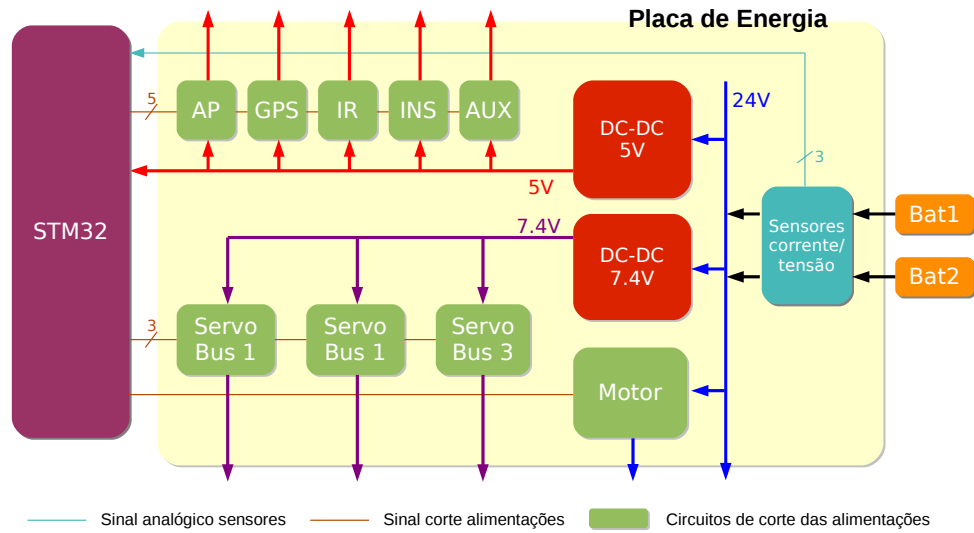 Placa de Energia
STM32
5
AP
GPS
IR
INS
AUX
DC-DC
5V
24V
3
5V
7.4V
DC-DC
7.4V
Sensores
corrente/
tensão
Bat1
Bat2
3
Servo
Bus 1
Servo
Bus 1
Servo
Bus 3
Motor
Sinal analógico sensores
Sinal corte alimentações
Circuitos de corte das alimentações